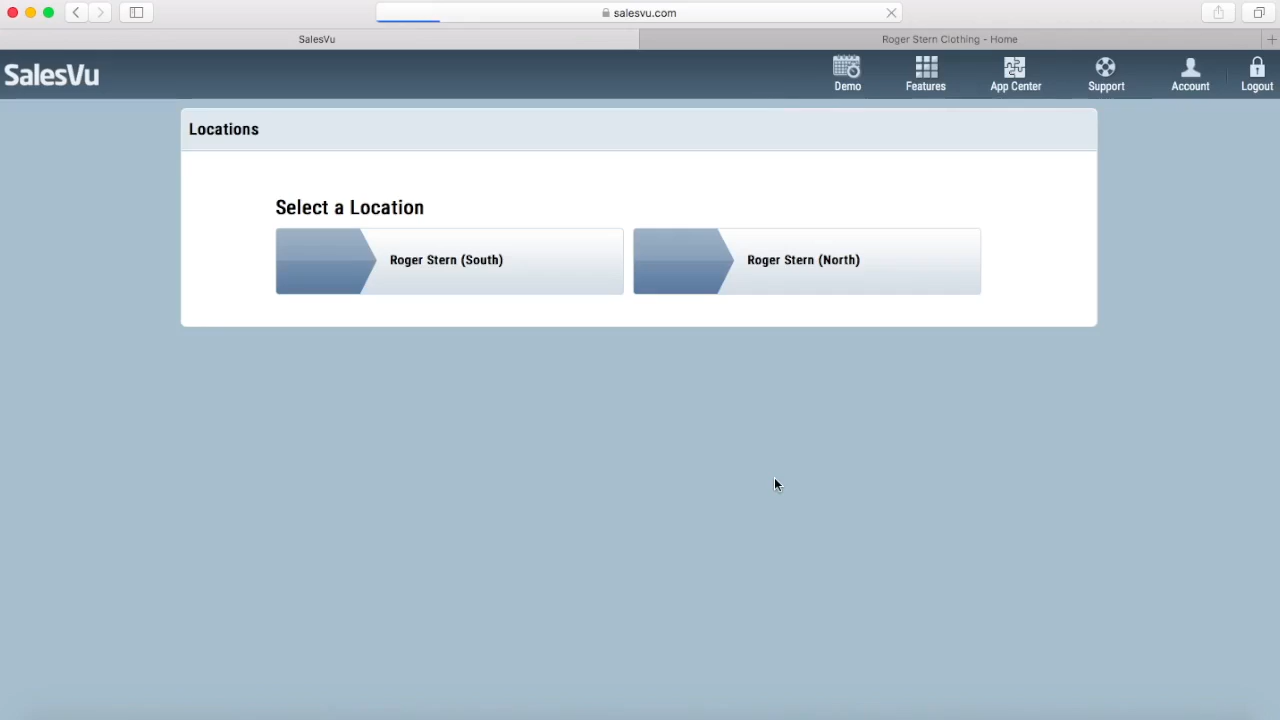 salesvu.com
SalesVu
Roger Stern Clothing - Home
SalesVu
Demo
Features
App Center
Support
Account
Logout
Locations
Select a Location
Roger Stern (South)
Roger Stern (North)